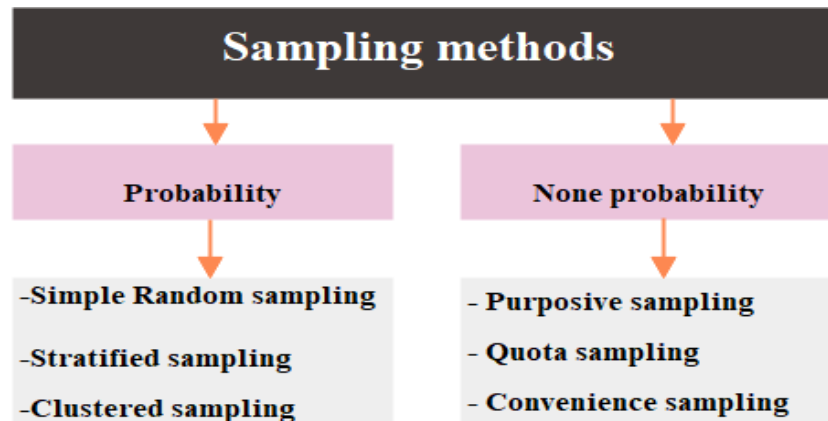 Sampling methods
Probability
None probability
-Simple Random sampling
-Stratified sampling
-Clustered sampling
- Purposive sampling
- Quota sampling
- Convenience sampling